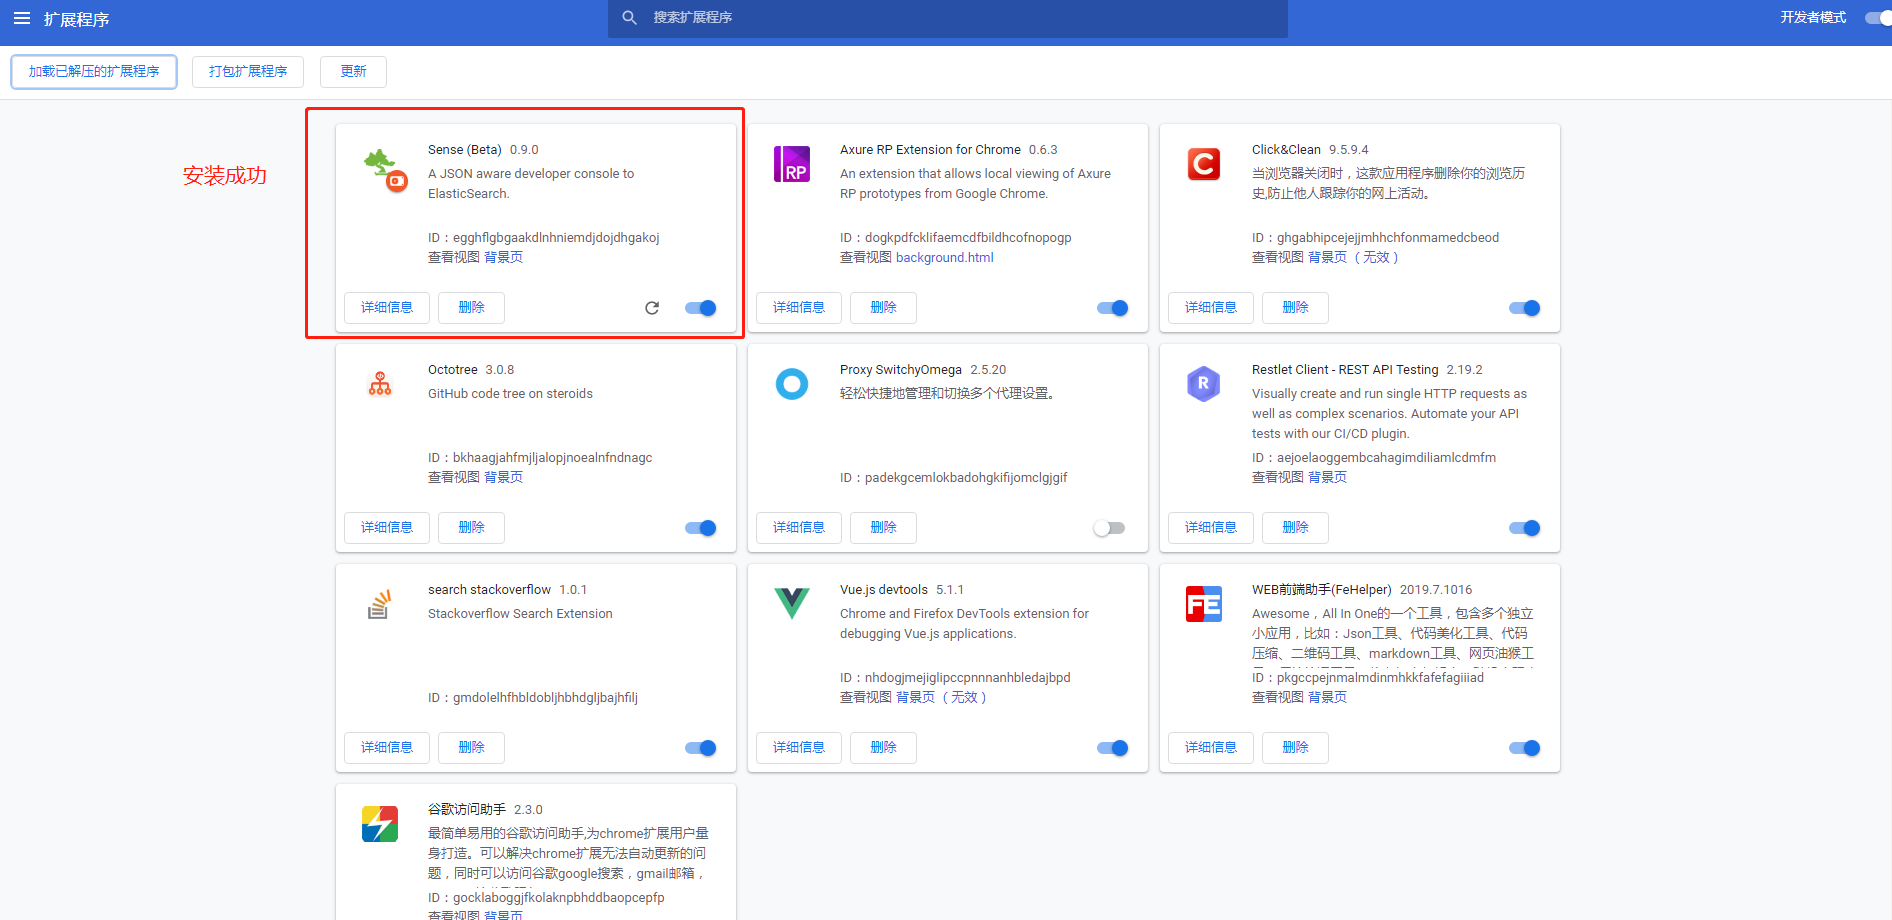 扩展程序
搜索扩展程序
开发者模式
加载已解压的扩展程序
打包扩展程序
更新
安装成功
Sense (Beta) 0.9.0
A JSON aware developer console to
ElasticSearch.
ID：egghflgbgaakdlnhniemdjdojdhgakoj
查看视图 背景页
详细信息
删除
Axure RP Extension for Chrome 0.6.3
An extension that allows local viewing of Axure
RP prototypes from Google Chrome.
ID：dogkpdfcklifaemcdfbildhcofnopogp
查看视图 background.html
详细信息
删除
RP
Click&Clean 9.5.9.4
当浏览器关闭时，这款应用程序删除你的浏览历
史,防止他人跟踪你的网上活动。
ID：ghgabhipcejejjmhhchfonmamedcbeod
查看视图 背景页（无效）
详细信息
删除
C
Octotree 3.0.8
GitHub code tree on steroids
ID：bkhaagjahfmjljalopjnoealnfndnagc
查看视图 背景页
详细信息
删除
Proxy SwitchyOmega 2.5.20
轻松快捷地管理和切换多个代理设置。
ID：padekgcemlokbadohgkifijomclgjgif
详细信息
删除
Restlet Client - REST API Testing 2.19.2
Visually create and run single HTTP requests as
well as complex scenarios. Automate your API
tests with our CI/CD plugin.
ID：aejoelaoggembcahagimdiliamlcdmfm
查看视图 背景页
详细信息
删除
R
search stackoverflow 1.0.1
Stackoverflow Search Extension
ID：gmdolelhfhbldobljhbhdgljbajhfilj
详细信息
删除
Vue.js devtools 5.1.1
Chrome and Firefox DevTools extension for
debugging Vue.js applications.
ID：nhdogjmejiglipccpnnnanhbledajbpd
查看视图 背景页（无效）
详细信息
删除
FE
WEB前端助手(FeHelper) 2019.7.1016
Awesome，All In One的一个工具，包含多个独立
小应用，比如：Json工具、代码美化工具、代码
压缩、二维码工具、markdown工具、网页油猴工
ID：pkgccpejnmalmdinmhkkfafefagiiiad
查看视图 背景页
详细信息
删除
谷歌访问助手 2.3.0
最简单易用的谷歌访问助手,为chrome扩展用户量
身打造。可以解决chrome扩展无法自动更新的问
题，同时可以访问谷歌google搜索，gmail邮箱，
ID：gocklaboggjfkolaknpbhddbaopcepfp
查看视图 背景页